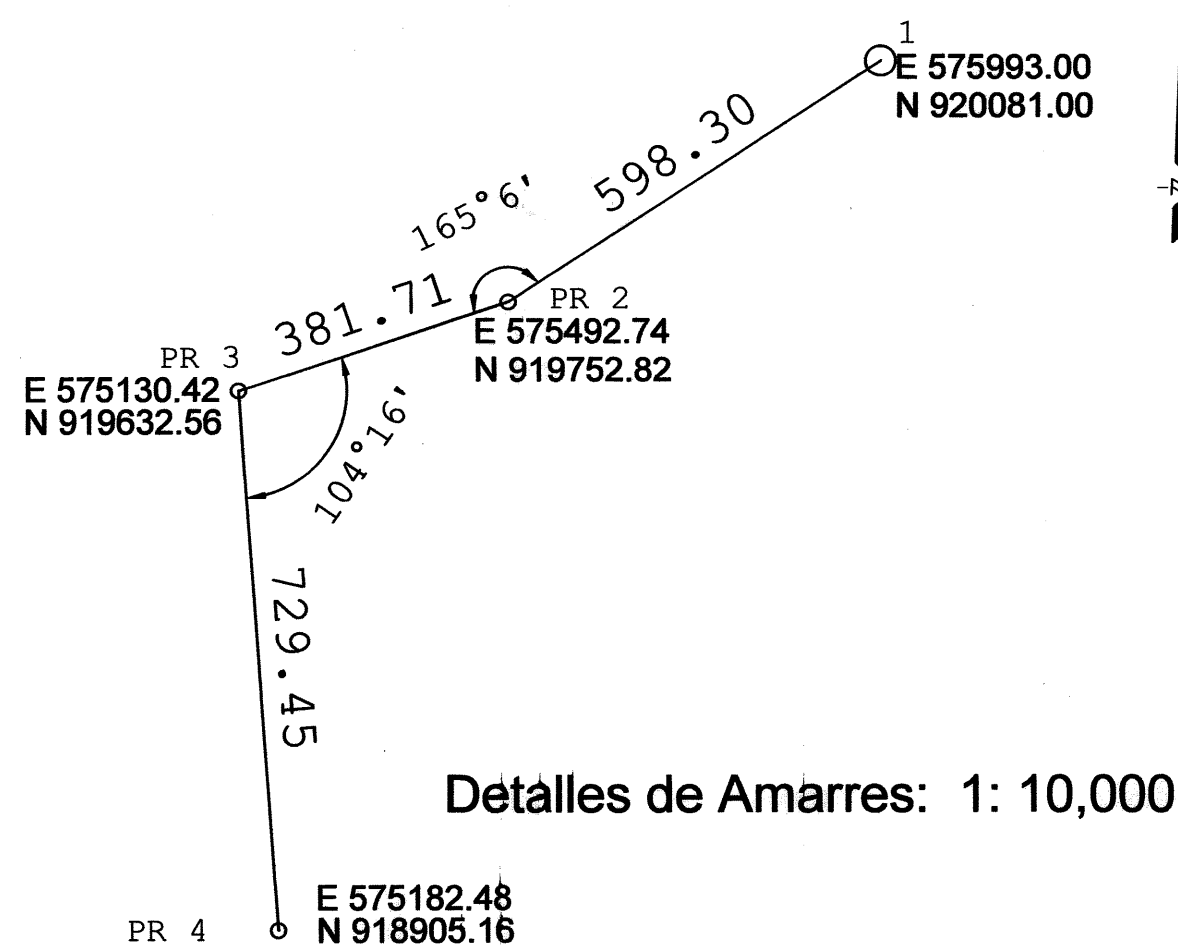 1
E 575993.00
N 920081.00
598.30
165°6'
381.71
PR 2
E 575492.74
N 919752.82
PR 3
E 575130.42
N 919632.56
104°16'
729.45
Detalles de Amarres: 1: 10,000
E 575182.48
N 918905.16
PR 4